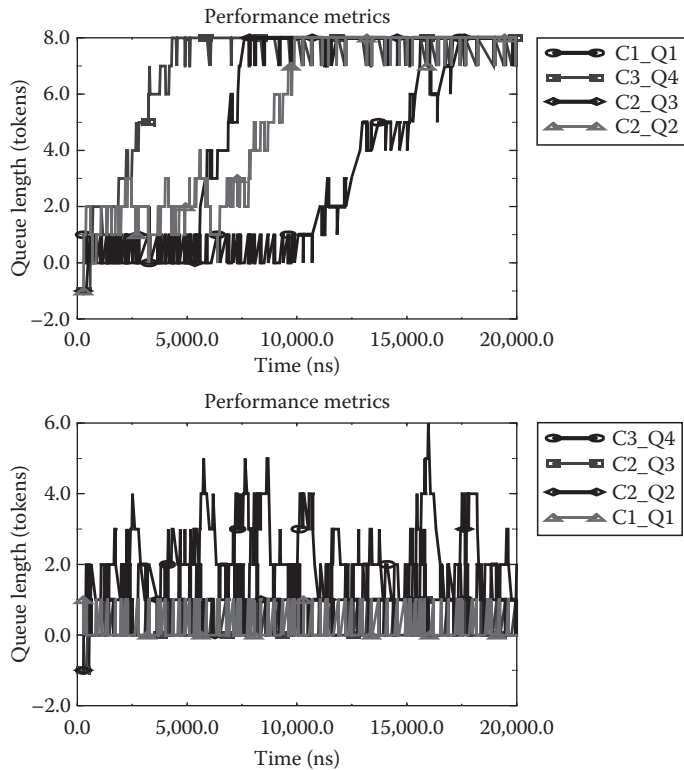 Performance metrics
8.0
6.0
4.0
2.0
0.0
−2.0
Queue length (tokens)
0.0 5,000.0 10,000.0 15,000.0 20,000.0
Time (ns)
C1_Q1
C3_Q4
C2_Q3
C2_Q2
Performance metrics
6.0
4.0
2.0
0.0
−2.0
Queue length (tokens)
0.0 5,000.0 10,000.0 15,000.0 20,000.0
Time (ns)
C3_Q4
C2_Q3
C2_Q2
C1_Q1